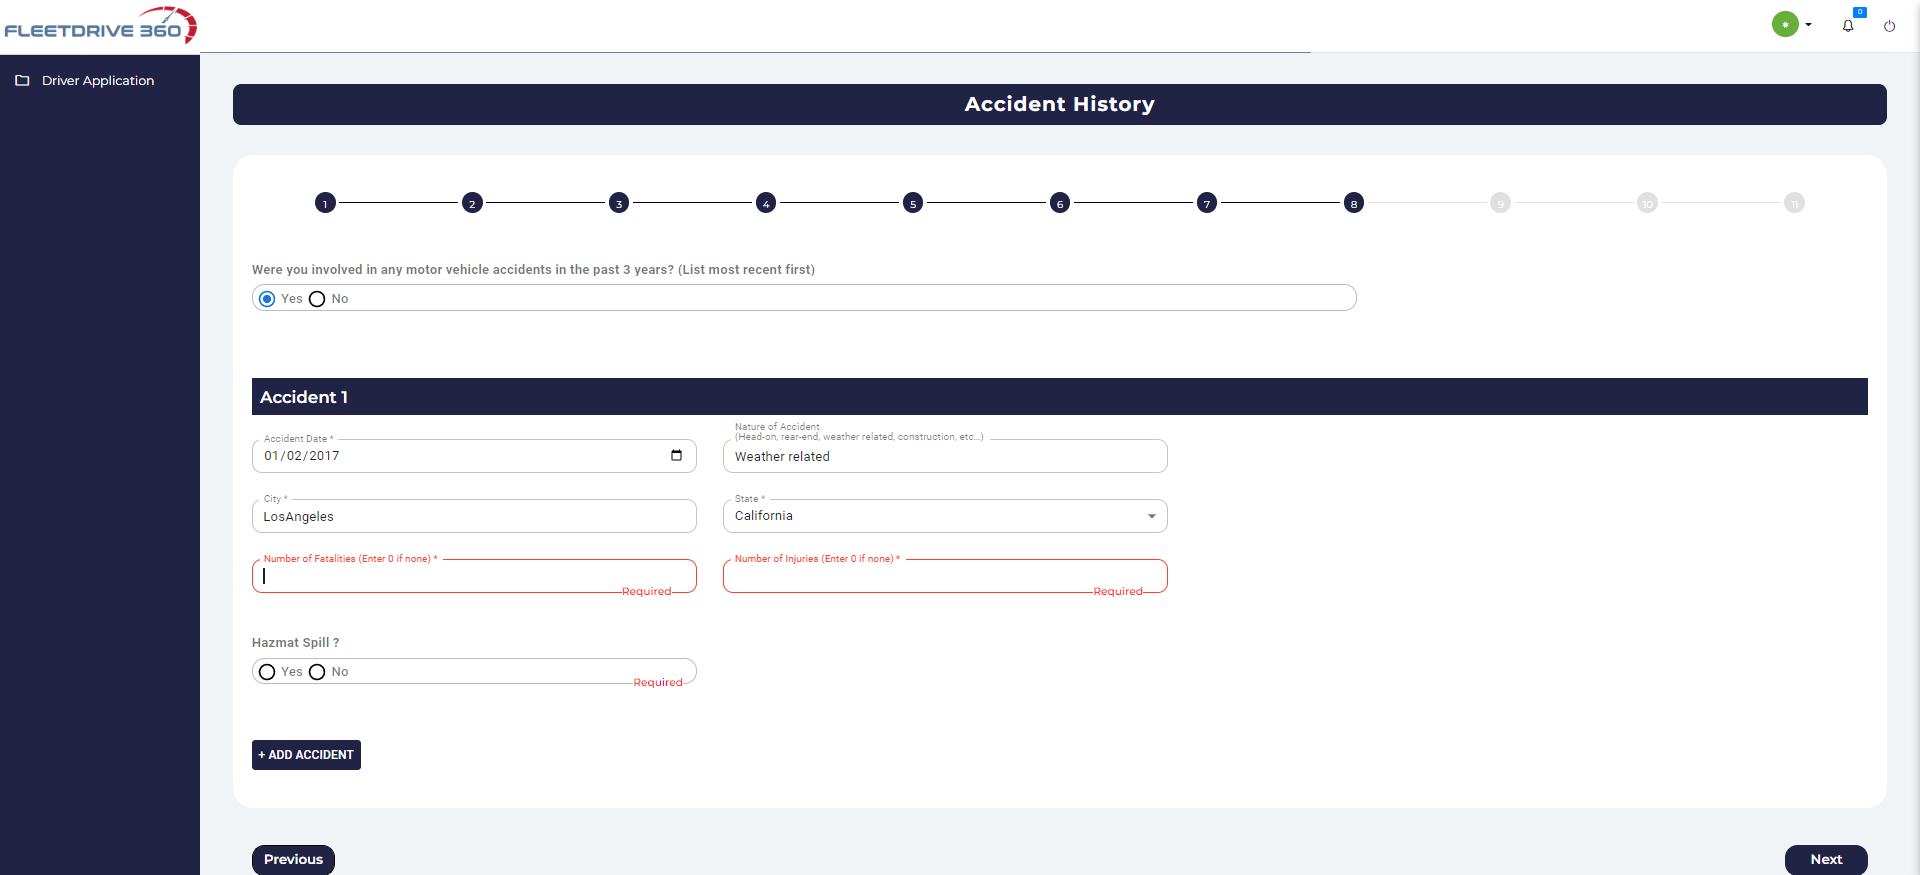 FLEETDRIVE 360
0
Driver Application
Accident History
1 2 3 4 5 6 7 8 9 10 11
Were you involved in any motor vehicle accidents in the past 3 years? (List most recent first)
Yes No
Accident 1
Accident Date *
01/02/2017
Nature of Accident
(Head-on, rear-end, weather related, construction, etc...)
Weather related
City *
LosAngeles
State *
California
Number of Fatalities (Enter 0 if none) *
Required
Number of Injuries (Enter 0 if none) *
Required
Hazmat Spill ?
Yes No
Required
+ ADD ACCIDENT
Previous
Next